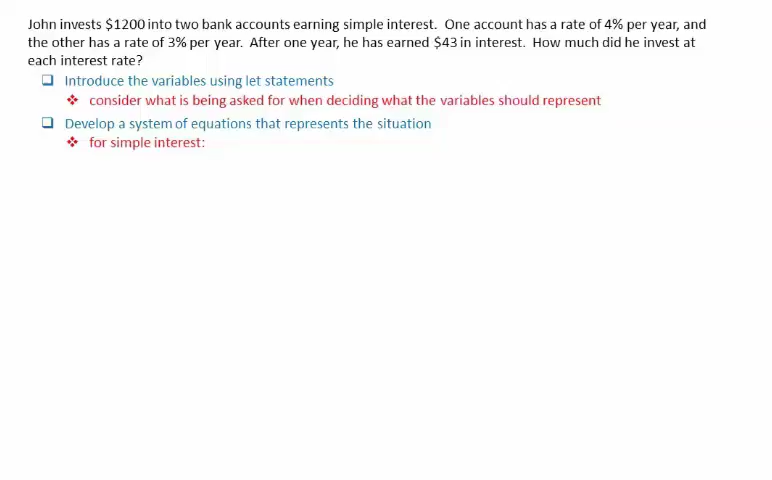 John invests $1200 into two bank accounts earning simple interest.  One account has a rate of 4% per year, and
the other has a rate of 3% per year.  After one year, he has earned $43 in interest.  How much did he invest at
each interest rate?
❑ Introduce the variables using let statements
❖ consider what is being asked for when deciding what the variables should represent
❑ Develop a system of equations that represents the situation
❖ for simple interest: